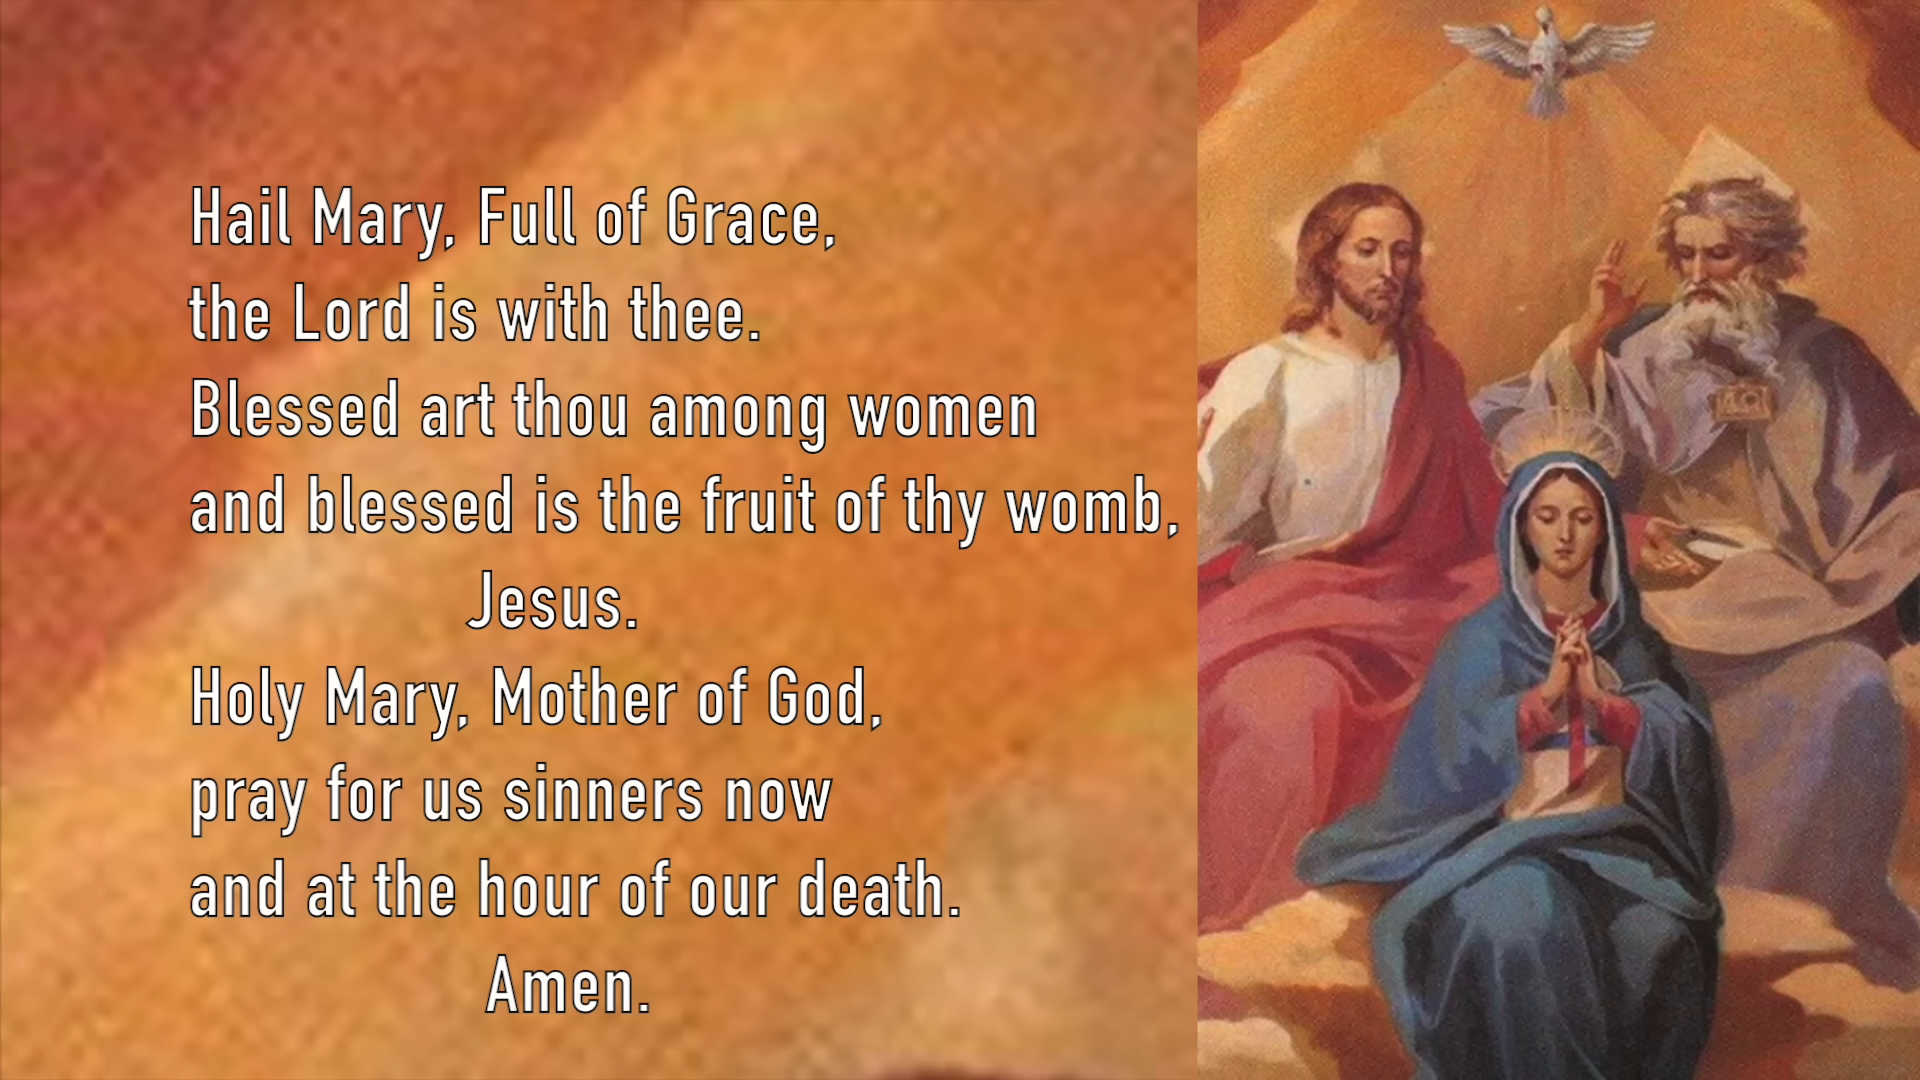 Hail Mary, Full of Grace,
the Lord is with thee.
Blessed art thou among women
and blessed is the fruit of thy womb,
Jesus.
Holy Mary, Mother of God,
pray for us sinners now
and at the hour of our death.
Amen.